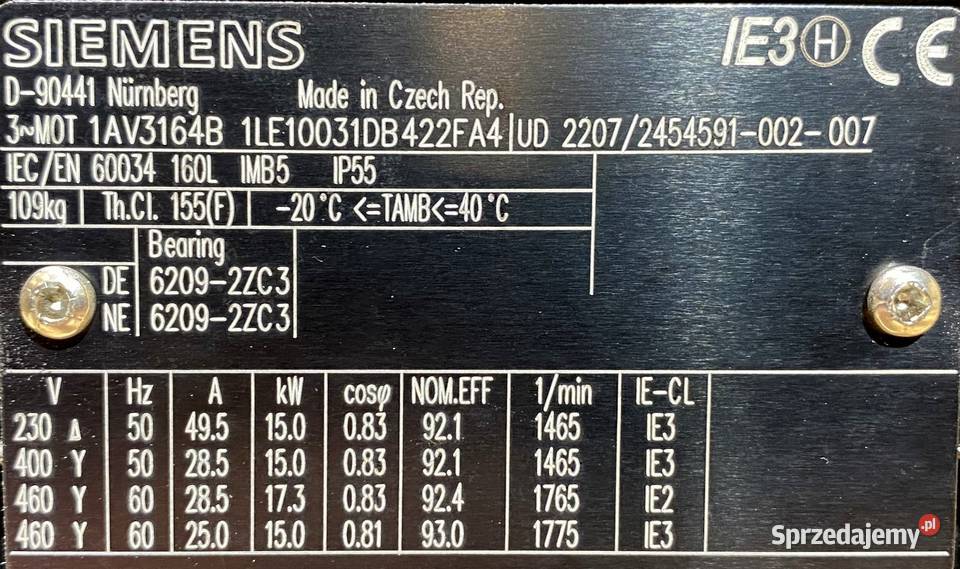 SIEMENS IE3 H CE
D-90441 Nürnberg Made in Czech Rep.
3~MOT 1AV3164B 1LE10031DB422FA4 UD 2207/2454591-002-007
IEC/EN 60034 160L IMB5 IP55
109kg Th.Cl. 155(F) -20°C <=TAMB<=40°C
Bearing
DE 6209-2ZC3
NE 6209-2ZC3
V Hz A kW cosφ NOM.EFF 1/min IE-CL
230 Δ 50 49.5 15.0 0.83 92.1 1465 IE3
400 Y 50 28.5 15.0 0.83 92.1 1465 IE3
460 Y 60 28.5 17.3 0.83 92.4 1765 IE2
460 Y 60 25.0 15.0 0.81 93.0 1775 IE3
Sprzedajemy.pl